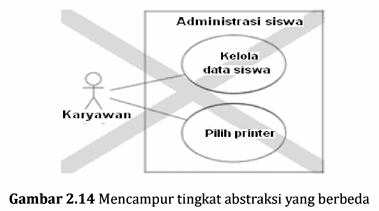 Administrasi siswa
Kelola
data siswa
Karyawan
Pilih printer
Gambar 2.14 Mencampur tingkat abstraksi yang berbeda